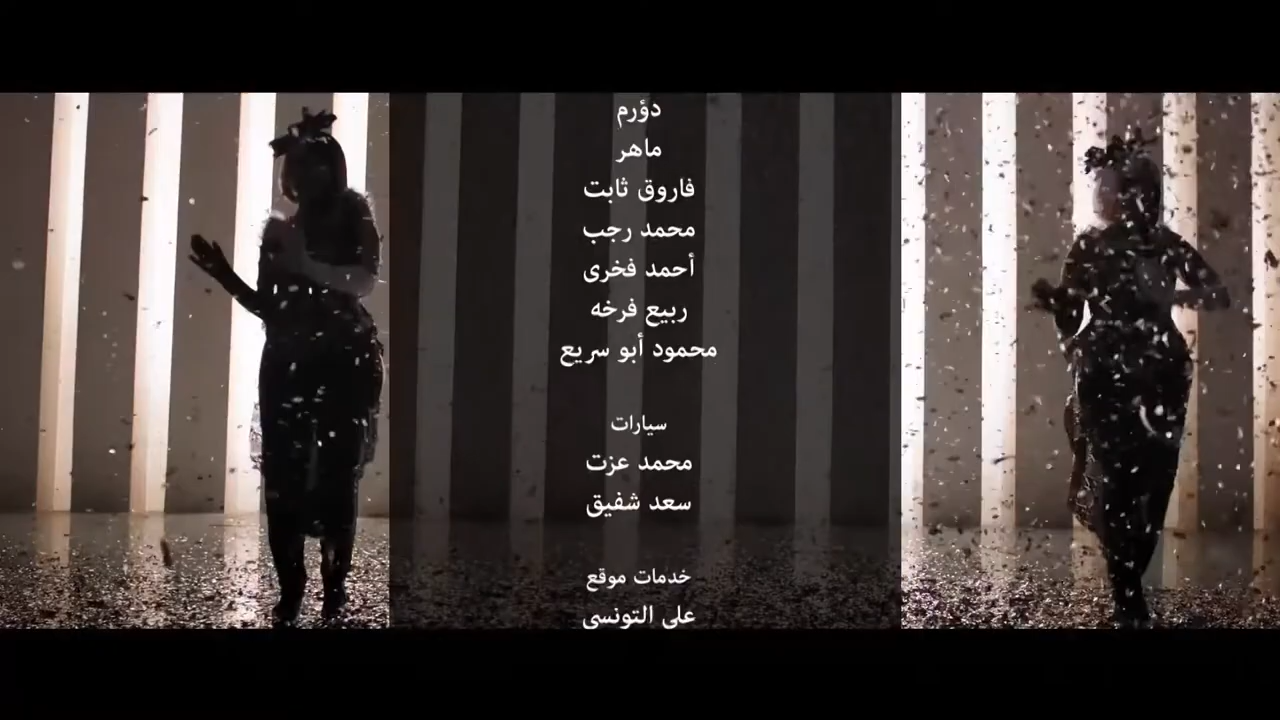 دؤرم
ماهر
فاروق ثابت
محمد رجب
أحمد فخرى
ربيع فرخه
محمود أبو سريع
سيارات
محمد عزت
سعد شفيق
خدمات موقع
على التونسى